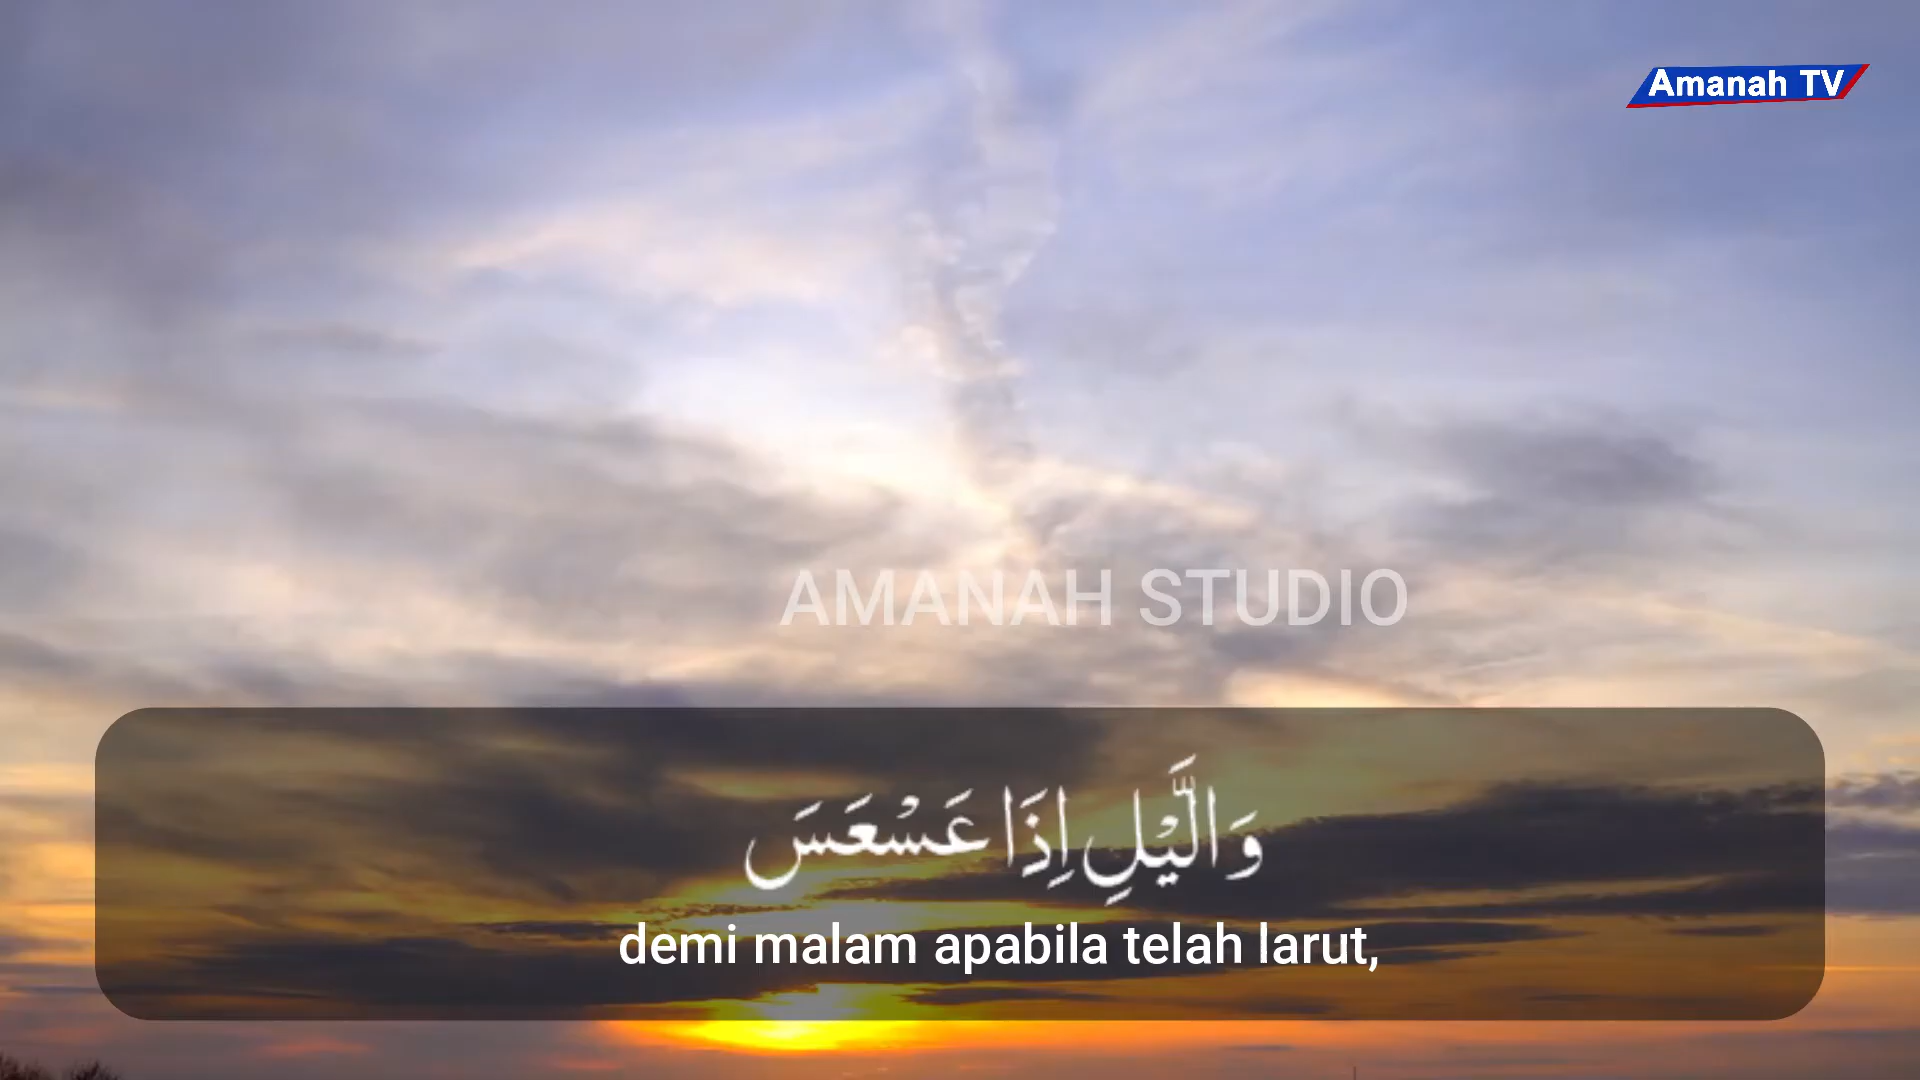 Amanah TV
AMANAH STUDIO
وَالَّيْلِ اِذَا عَسْعَسَ
demi malam apabila telah larut,